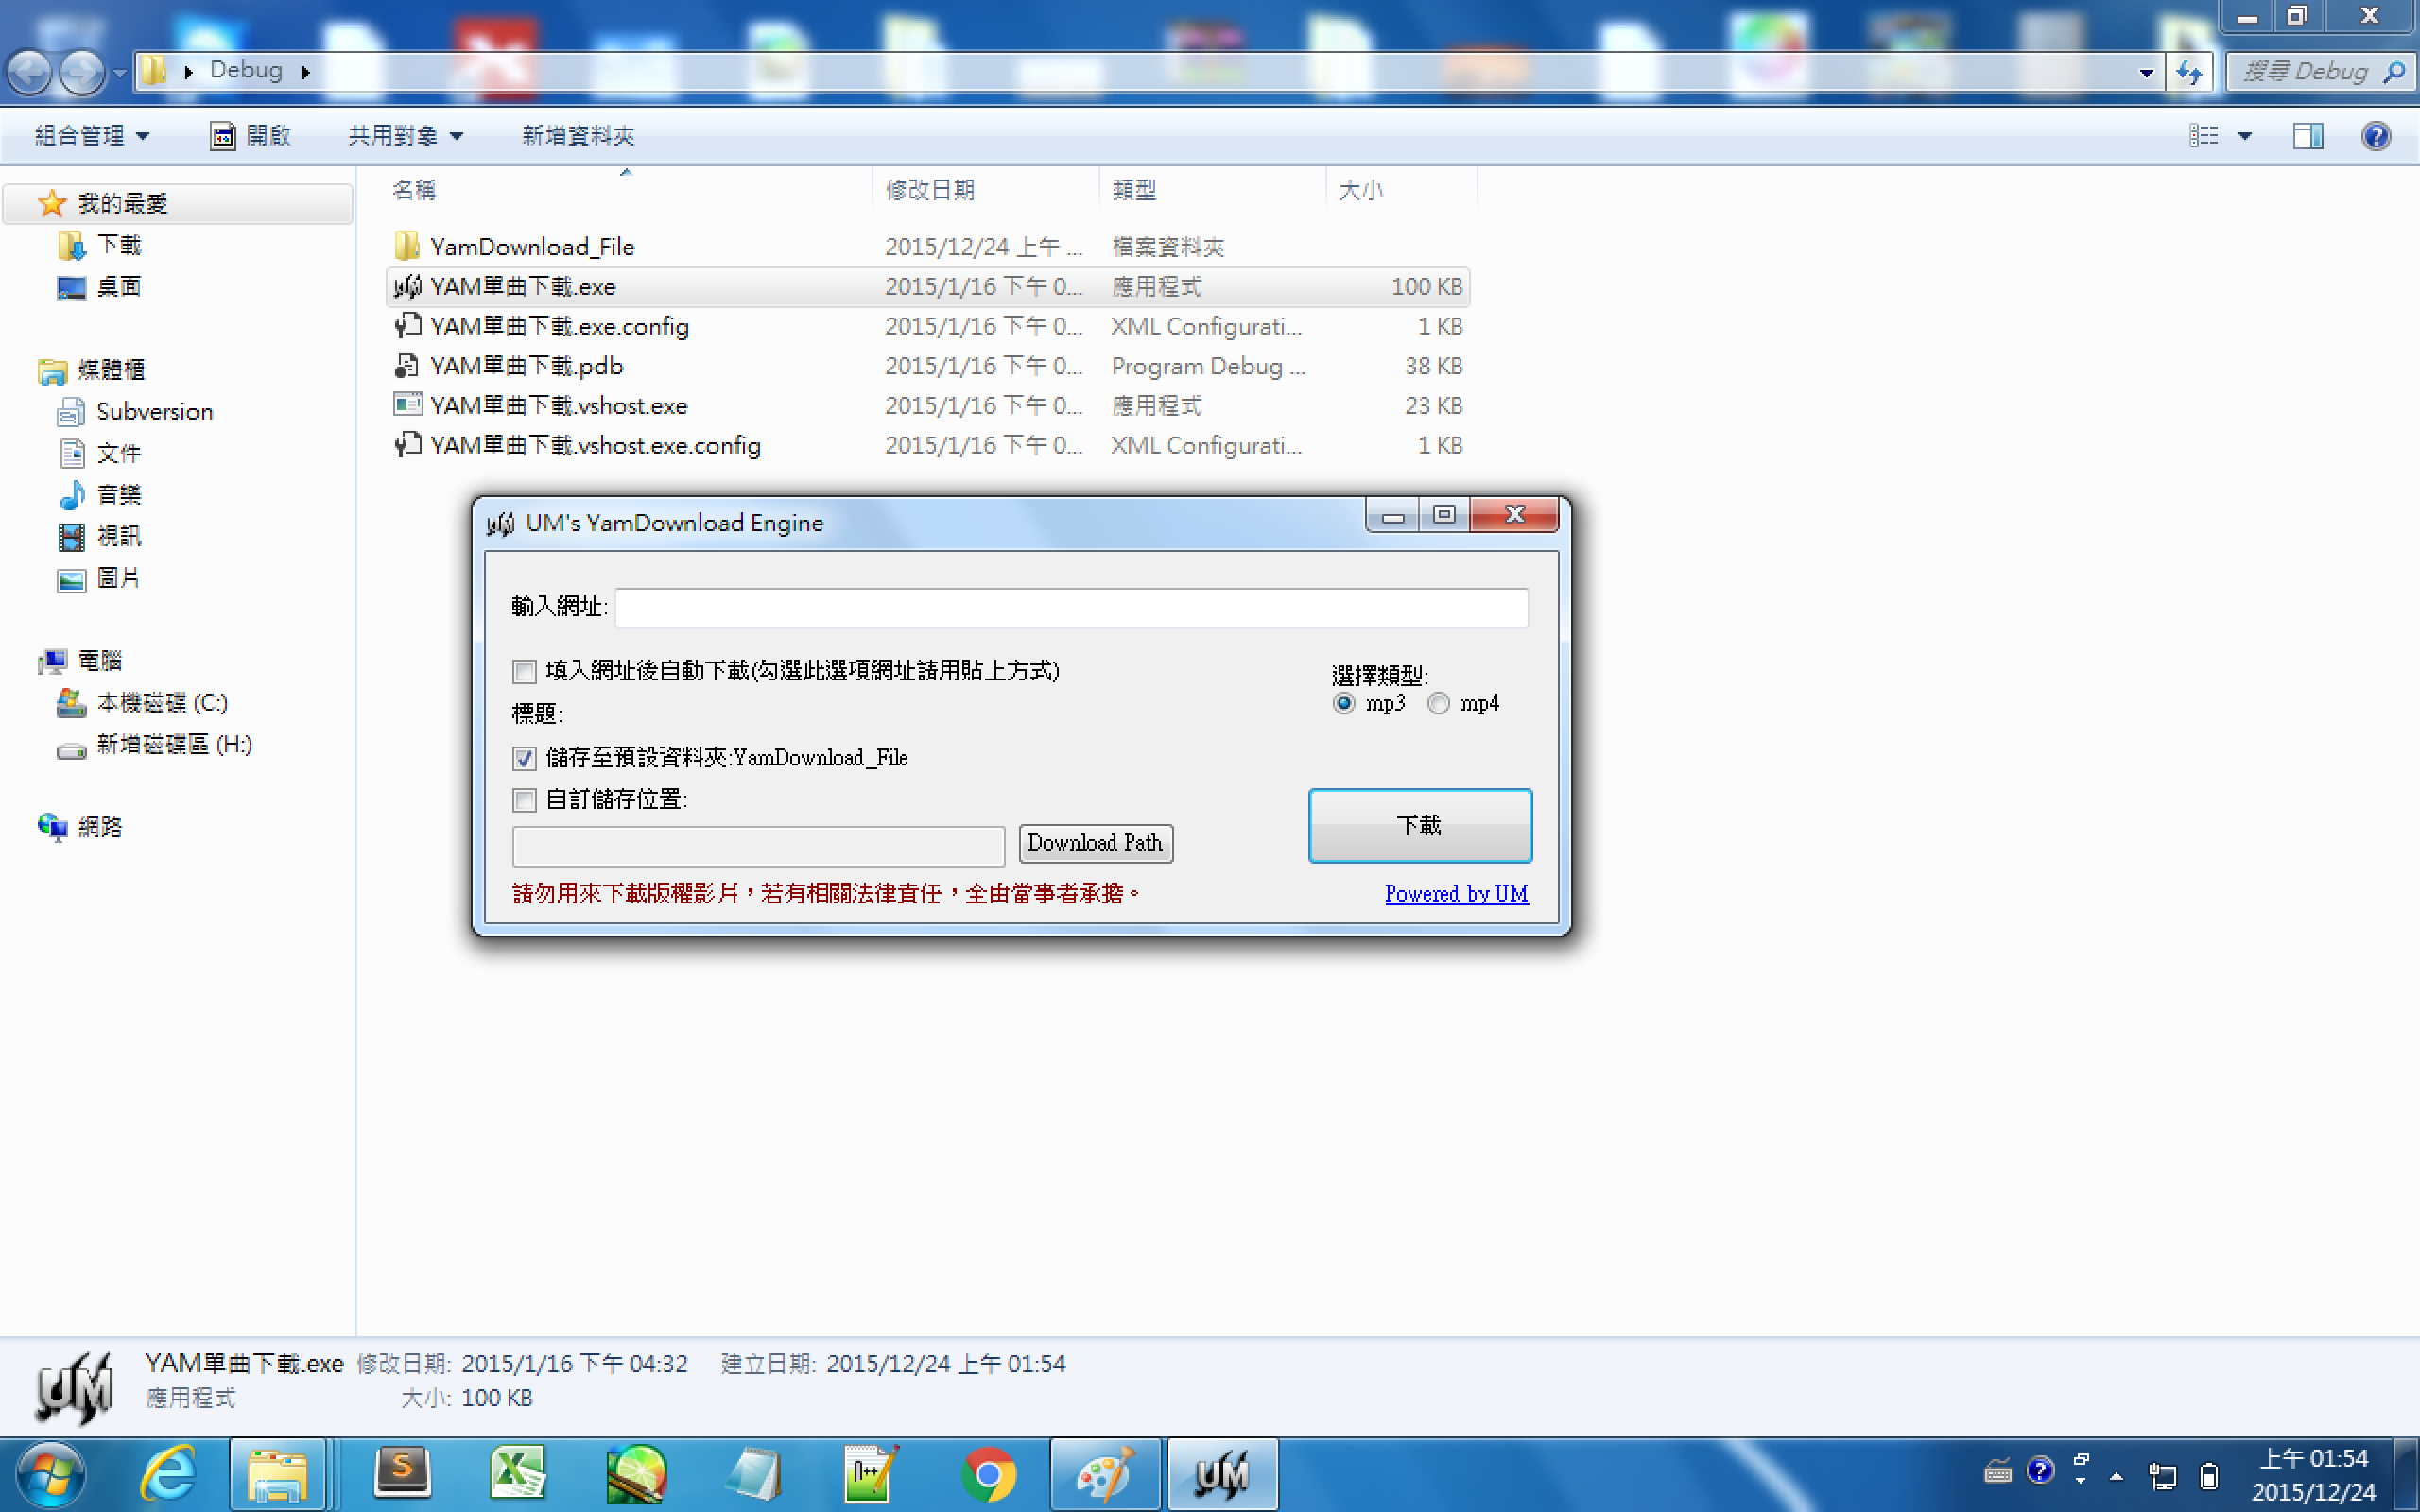 Debug
搜尋 Debug
組合管理 開啟 共用對象 新增資料夾
名稱 修改日期 類型 大小
我的最愛
下載
桌面
媒體櫃
Subversion
文件
音樂
視訊
圖片
電腦
本機磁碟 (C:)
新增磁碟區 (H:)
網路
YamDownload_File 2015/12/24 上午 ... 檔案資料夾
YAM單曲下載.exe 2015/1/16 下午 0... 應用程式 100 KB
YAM單曲下載.exe.config 2015/1/16 下午 0... XML Configurati... 1 KB
YAM單曲下載.pdb 2015/1/16 下午 0... Program Debug ... 38 KB
YAM單曲下載.vshost.exe 2015/1/16 下午 0... 應用程式 23 KB
YAM單曲下載.vshost.exe.config 2015/1/16 下午 0... XML Configurati... 1 KB
UM's YamDownload Engine
輸入網址:
填入網址後自動下載(勾選此選項網址請用貼上方式)
選擇類型:
mp3 mp4
標題:
儲存至預設資料夾:YamDownload_File
自訂儲存位置:
Download Path
下載
請勿用來下載版權影片，若有相關法律責任，全由當事者承擔。
Powered by UM
UM
YAM單曲下載.exe 修改日期: 2015/1/16 下午 04:32 建立日期: 2015/12/24 上午 01:54
應用程式 大小: 100 KB
UM
上午 01:54
2015/12/24